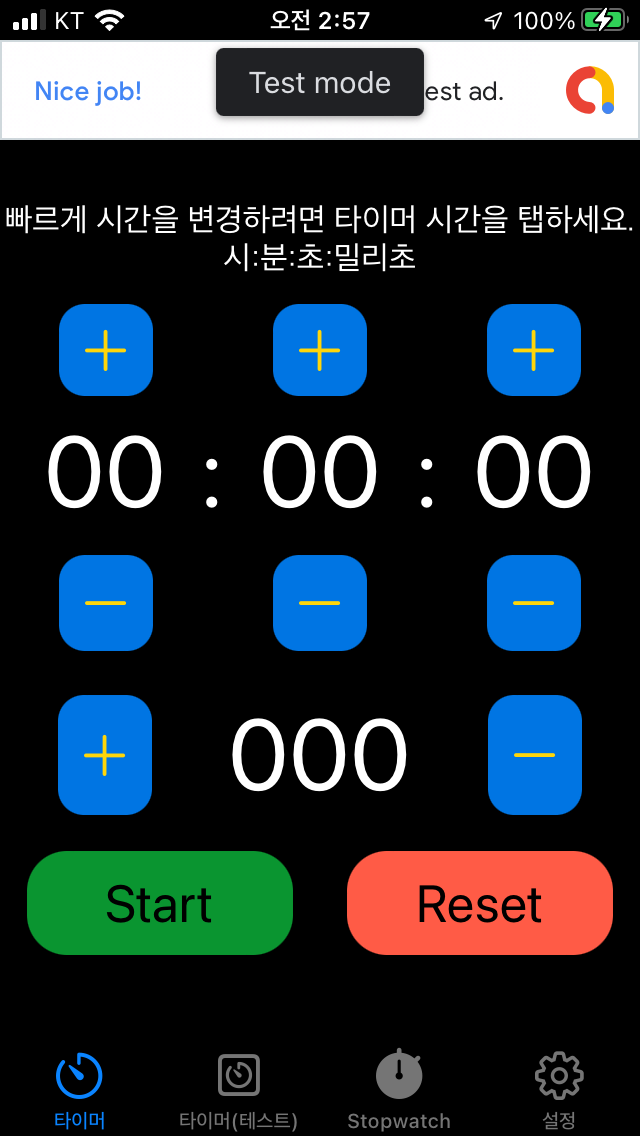 KT 오전 2:57 100%
Nice job! Test mode est ad.
빠르게 시간을 변경하려면 타이머 시간을 탭하세요.
시:분:초:밀리초
+ + +
00 : 00 : 00
− − −
+ 000 −
Start Reset
타이머 타이머(테스트) Stopwatch 설정